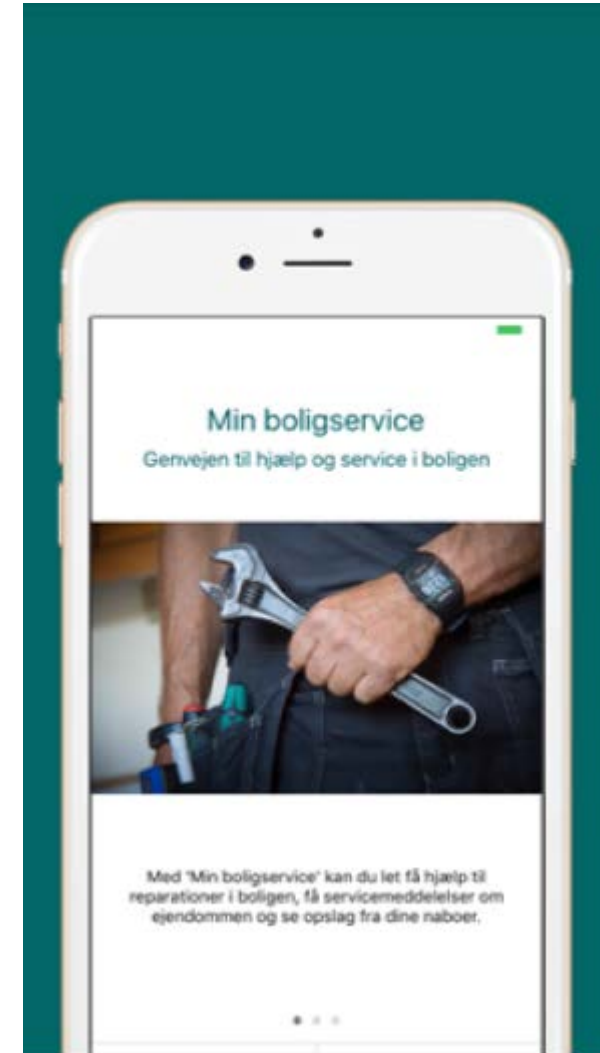 Min boligservice
Genvejen til hjælp og service i boligen
Med 'Min boligservice' kan du let få hjælp til
reparationer i boligen, få servicemeddelelser om
ejendommen og se opslag fra dine naboer.